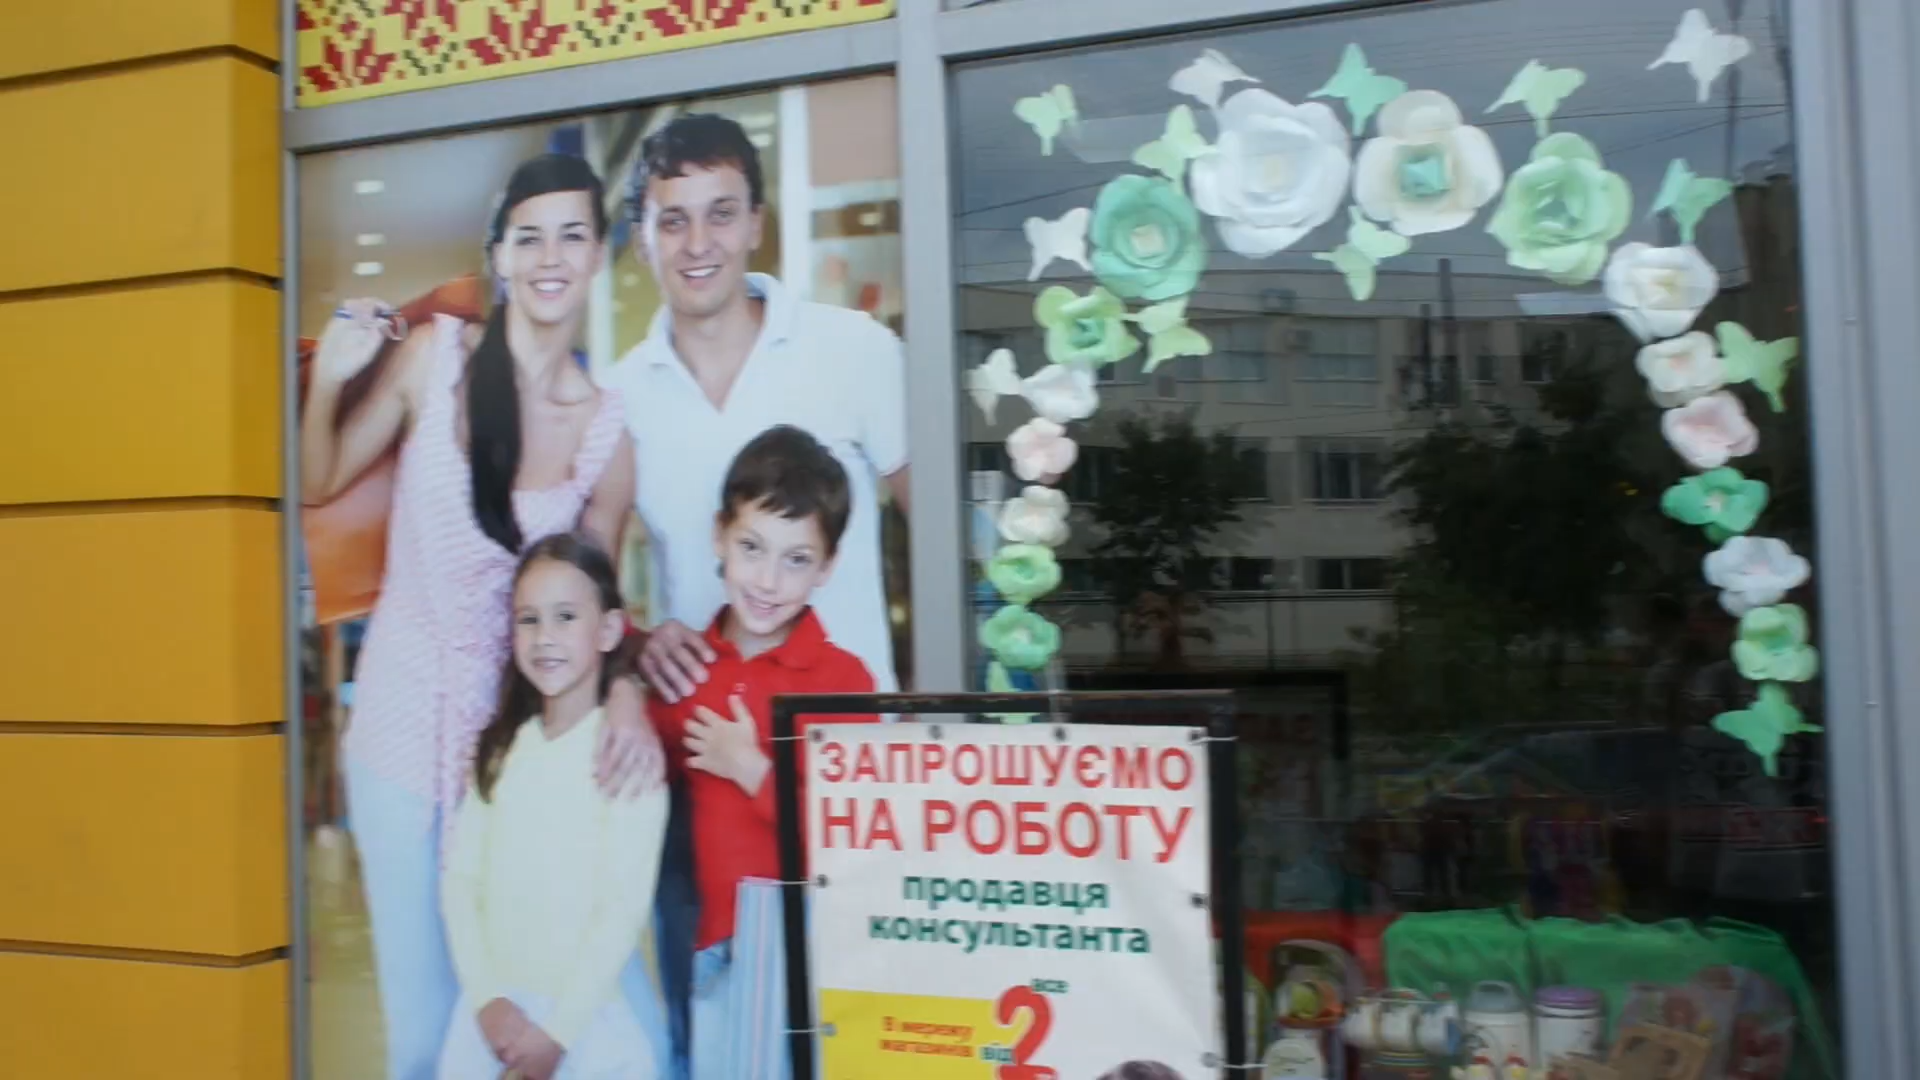 ЗАПРОШУЄМО
НА РОБОТУ
продавця
консультанта
все
В мережу
магазинів від 2